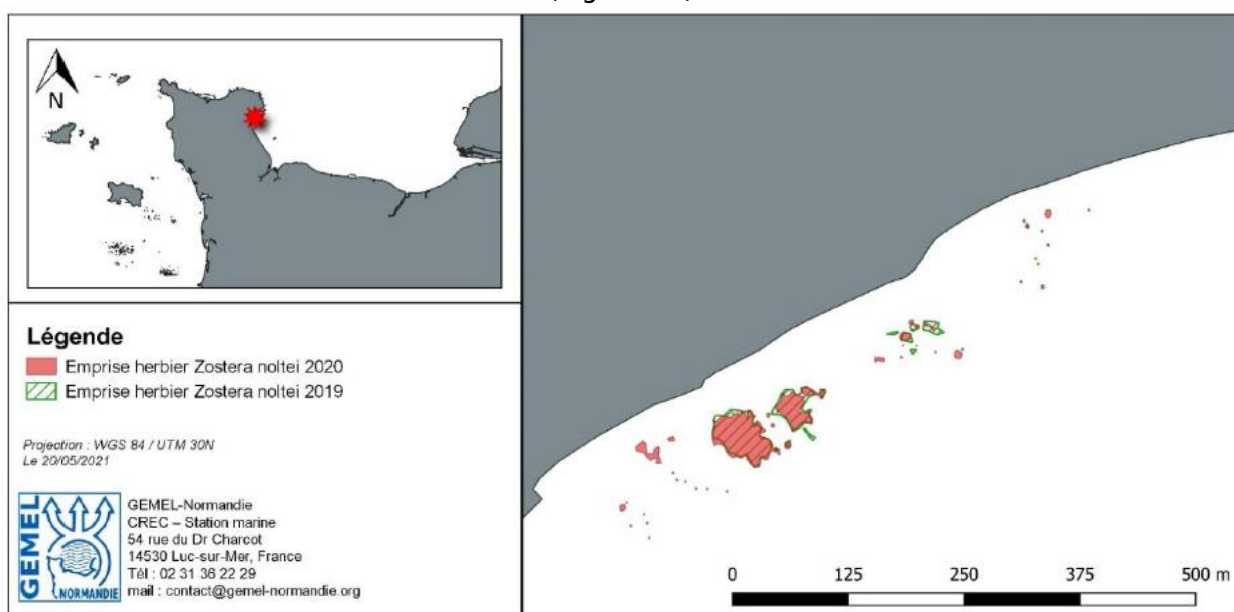 N
Légende
Emprise herbier Zostera noltei 2020
Emprise herbier Zostera noltei 2019
Projection : WGS 84 / UTM 30N
Le 20/05/2021
GEMEL
NORMANDIE
GEMEL-Normandie
CREC – Station marine
54 rue du Dr Charcot
14530 Luc-sur-Mer, France
Tél : 02 31 36 22 29
mail : contact@gemel-normandie.org
0 125 250 375 500 m